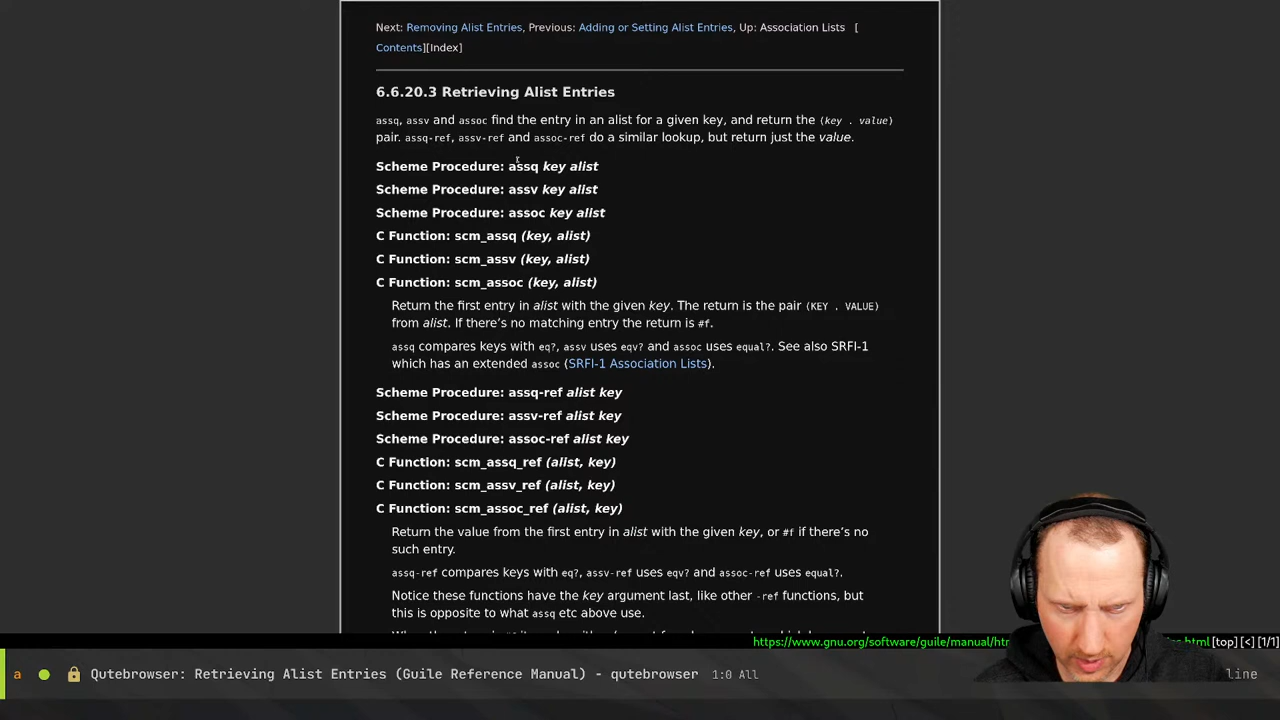 Next: Removing Alist Entries, Previous: Adding or Setting Alist Entries, Up: Association Lists [
Contents][Index]
6.6.20.3 Retrieving Alist Entries
assq, assv and assoc find the entry in an alist for a given key, and return the (key . value)
pair. assq-ref, assv-ref and assoc-ref do a similar lookup, but return just the value.
Scheme Procedure: assq key alist
Scheme Procedure: assv key alist
Scheme Procedure: assoc key alist
C Function: scm_assq (key, alist)
C Function: scm_assv (key, alist)
C Function: scm_assoc (key, alist)
Return the first entry in alist with the given key. The return is the pair (KEY . VALUE)
from alist. If there's no matching entry the return is #f.
assq compares keys with eq?, assv uses eqv? and assoc uses equal?. See also SRFI-1
which has an extended assoc (SRFI-1 Association Lists).
Scheme Procedure: assq-ref alist key
Scheme Procedure: assv-ref alist key
Scheme Procedure: assoc-ref alist key
C Function: scm_assq_ref (alist, key)
C Function: scm_assv_ref (alist, key)
C Function: scm_assoc_ref (alist, key)
Return the value from the first entry in alist with the given key, or #f if there's no
such entry.
assq-ref compares keys with eq?, assv-ref uses eqv? and assoc-ref uses equal?.
Notice these functions have the key argument last, like other -ref functions, but
this is opposite to what assq etc above use.
https://www.gnu.org/software/guile/manual/htm .html [top] [<] [1/1]
a Qutebrowser: Retrieving Alist Entries (Guile Reference Manual) - qutebrowser 1:0 All line